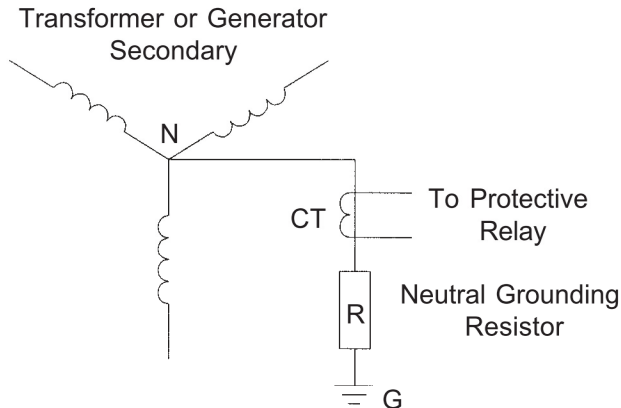 Transformer or Generator
Secondary
N
CT
To Protective
Relay
R
Neutral Grounding
Resistor
G